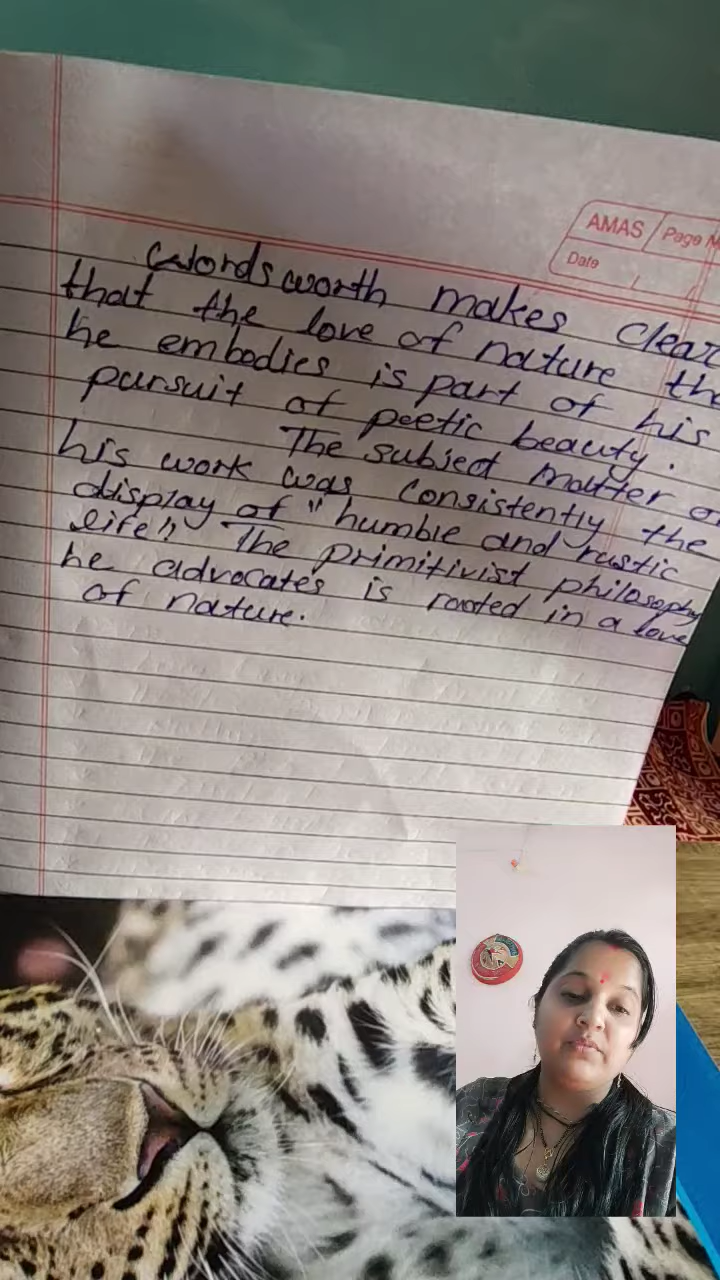 AMAS Page N
Date
Wordsworth makes clear
that the love of nature tha
he embodies is part of his
pursuit of peetic beauty.
The subject matter of
his work was consistently the
display of "humble and rustic
life". The primitivist philosophy
he advocates is rooted in a love
of nature.